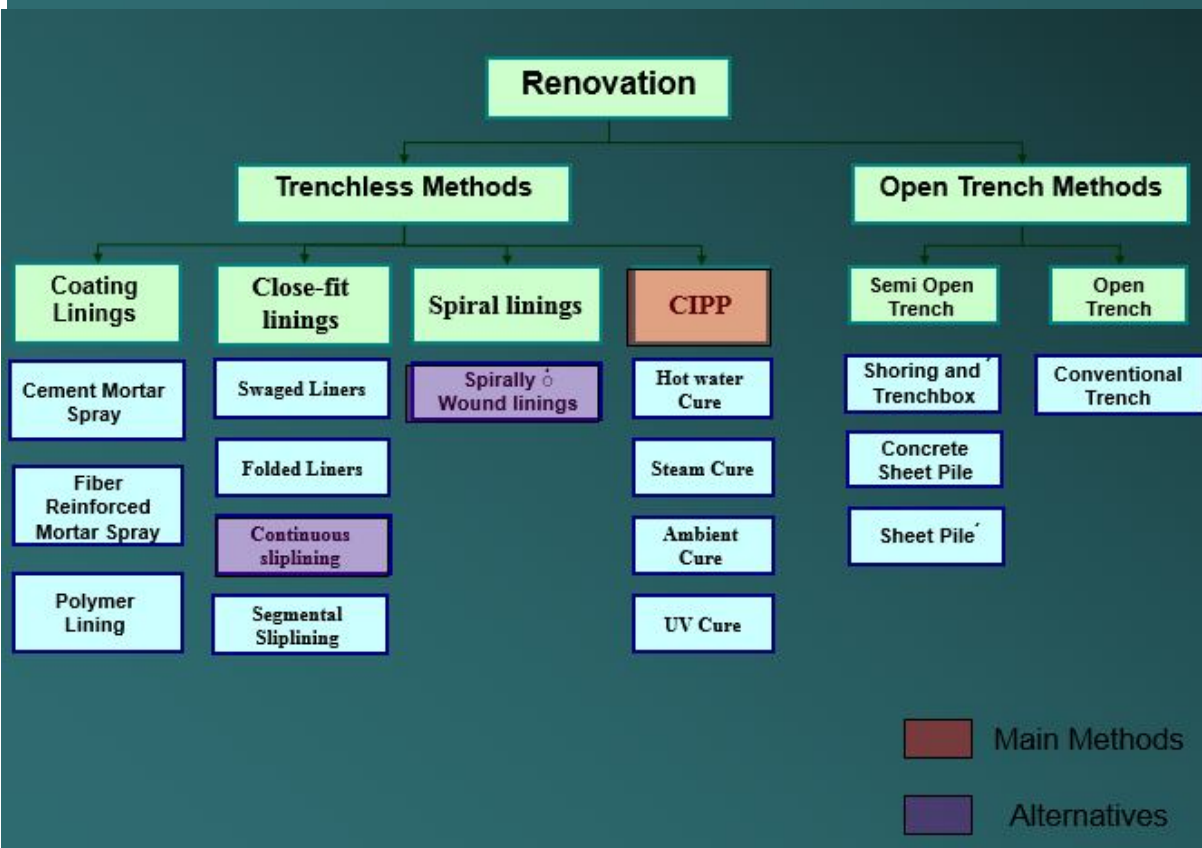 Renovation
Trenchless Methods
Open Trench Methods
Coating
Linings
Close-fit
linings
Spiral linings
CIPP
Semi Open
Trench
Open
Trench
Cement Mortar
Spray
Fiber
Reinforced
Mortar Spray
Polymer
Lining
Swaged Liners
Folded Liners
Continuous
sliplining
Segmental
Sliplining
Spirally ȯ
Wound linings
Hot water
Cure
Steam Cure
Ambient
Cure
UV Cure
Shoring and´
Trenchbox
Concrete
Sheet Pile
Sheet Pile´
Conventional
Trench
Main Methods
Alternatives